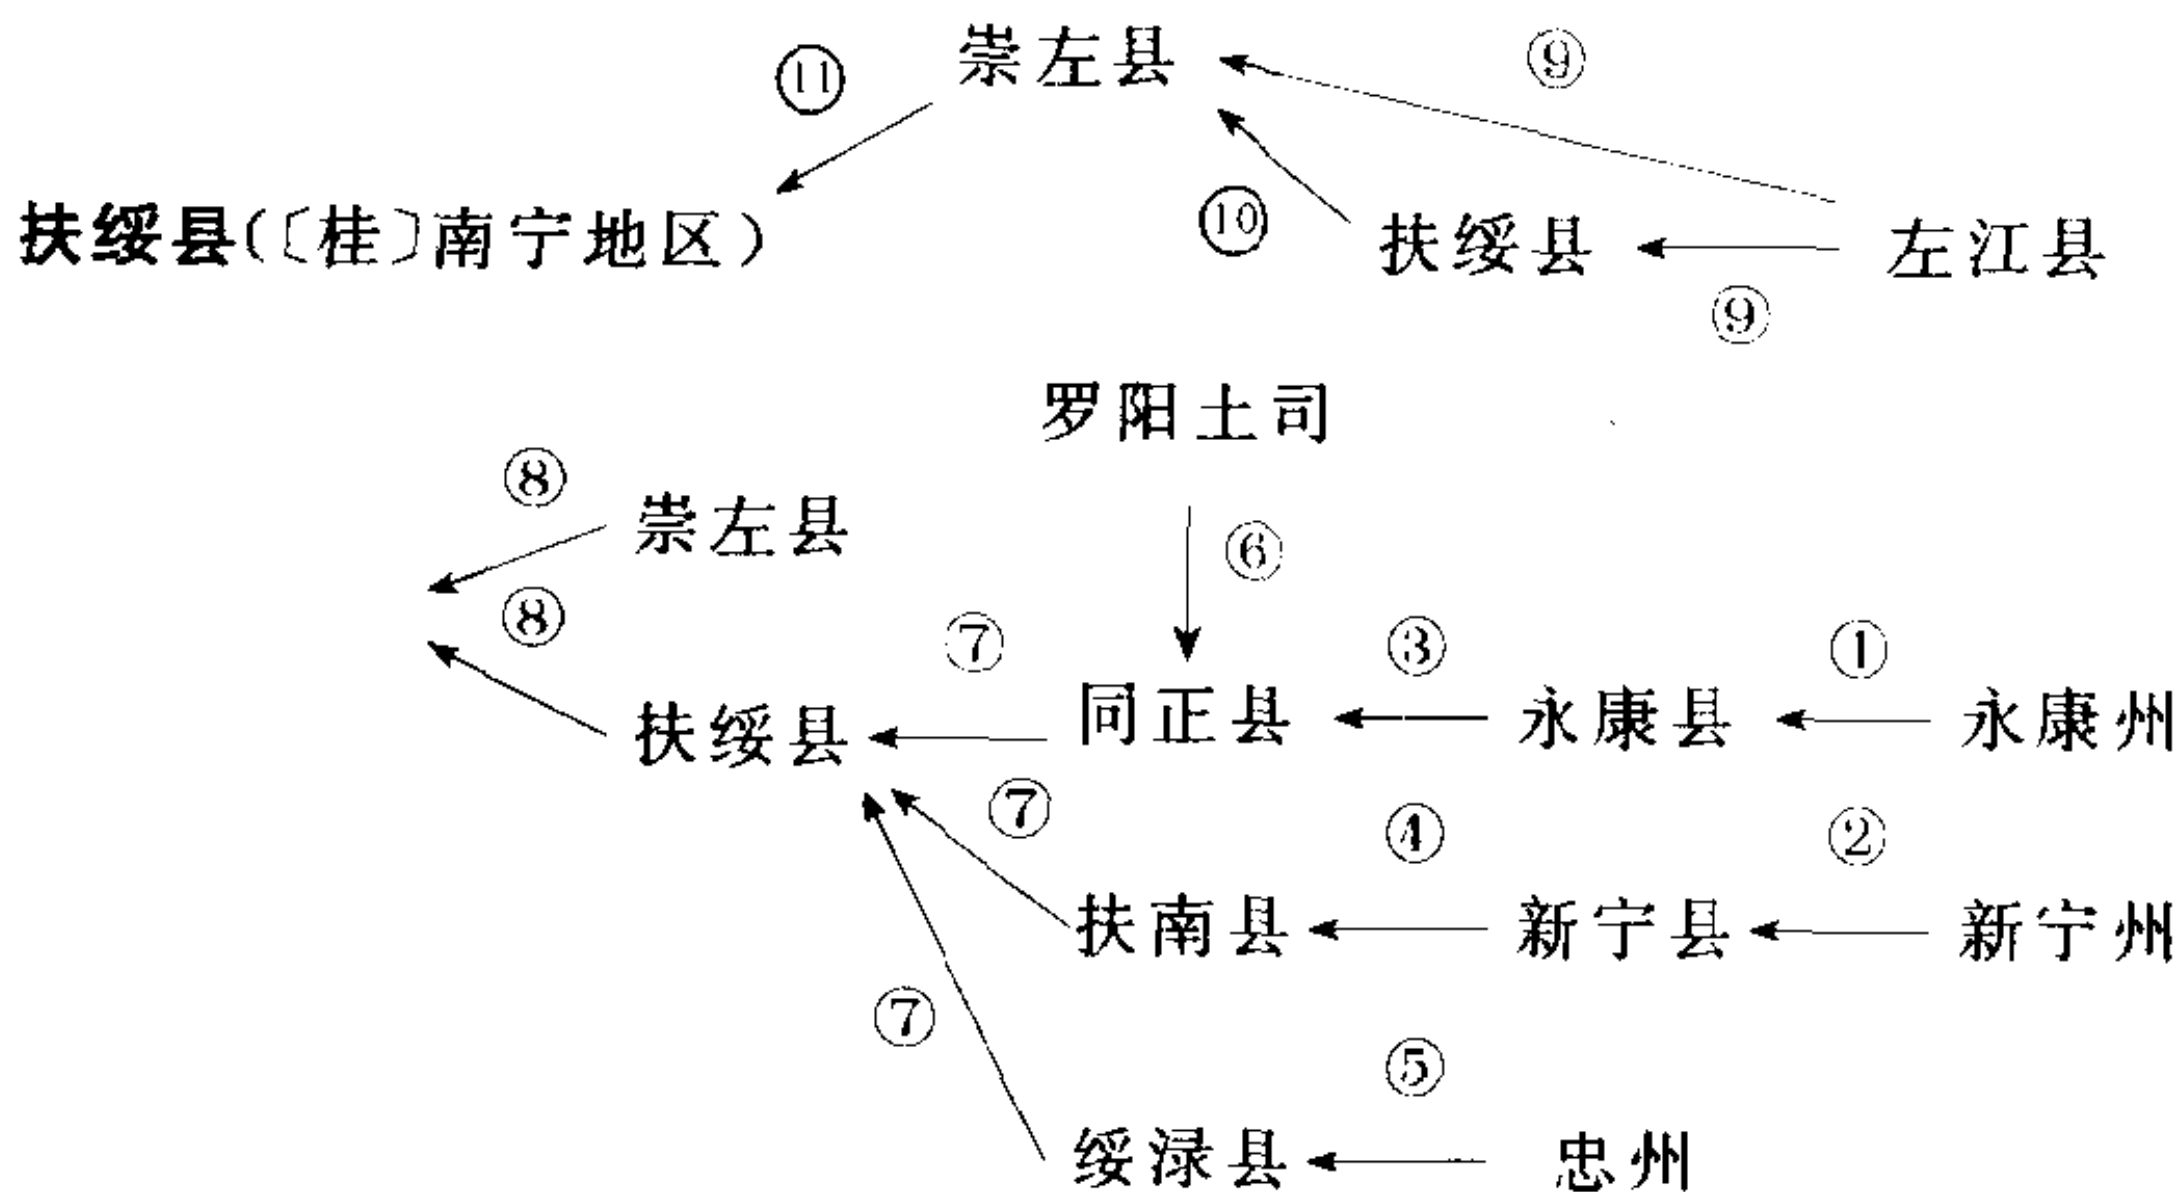 ⑪ 崇左县 ⑨
扶绥县(〔桂〕南宁地区) ⑩ 扶绥县 ⑨ 左江县
罗阳土司
⑧ 崇左县 ⑥
⑧ 扶绥县 ⑦ 同正县 ③ 永康县 ① 永康州
⑦ 扶南县 ④ 新宁县 ② 新宁州
⑦ 绥渌县 ⑤ 忠州